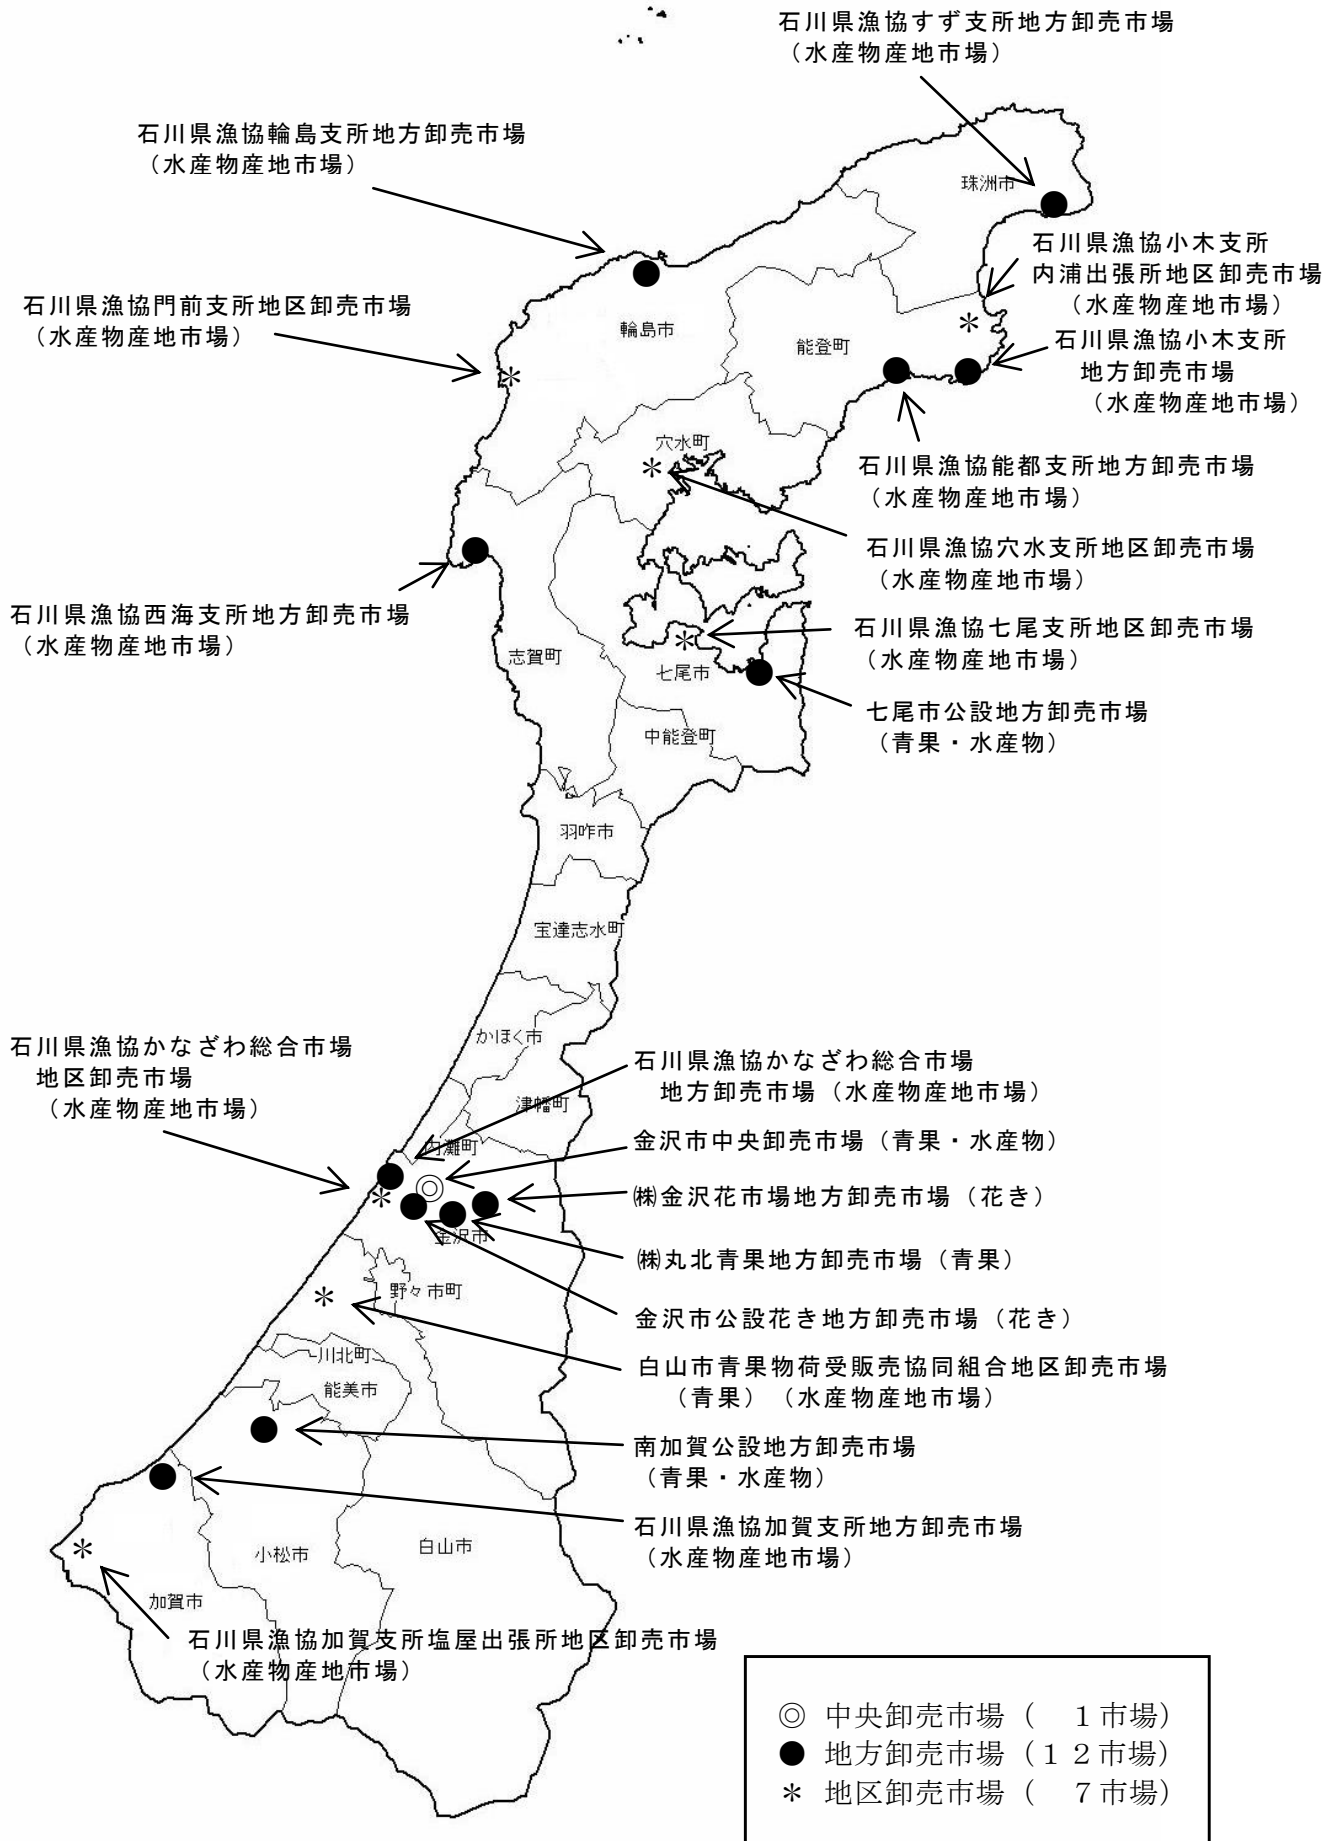 石川県漁協すず支所地方卸売市場
（水産物産地市場）
石川県漁協輪島支所地方卸売市場
（水産物産地市場）
珠洲市
石川県漁協小木支所
内浦出張所地区卸売市場
（水産物産地市場）
石川県漁協門前支所地区卸売市場
（水産物産地市場）
輪島市
能登町
石川県漁協小木支所
地方卸売市場
（水産物産地市場）
穴水町
石川県漁協能都支所地方卸売市場
（水産物産地市場）
石川県漁協穴水支所地区卸売市場
（水産物産地市場）
石川県漁協西海支所地方卸売市場
（水産物産地市場）
石川県漁協七尾支所地区卸売市場
（水産物産地市場）
志賀町
七尾市
七尾市公設地方卸売市場
（青果・水産物）
中能登町
羽咋市
宝達志水町
かほく市
石川県漁協かなざわ総合市場
地区卸売市場
（水産物産地市場）
石川県漁協かなざわ総合市場
地方卸売市場（水産物産地市場）
津幡町
内灘町
金沢市中央卸売市場（青果・水産物）
㈱金沢花市場地方卸売市場（花き）
金沢市
㈱丸北青果地方卸売市場（青果）
野々市町
金沢市公設花き地方卸売市場（花き）
川北町
白山市青果物荷受販売協同組合地区卸売市場
（青果）（水産物産地市場）
能美市
南加賀公設地方卸売市場
（青果・水産物）
石川県漁協加賀支所地方卸売市場
（水産物産地市場）
小松市
白山市
加賀市
石川県漁協加賀支所塩屋出張所地区卸売市場
（水産物産地市場）
◎ 中央卸売市場（　１市場）
● 地方卸売市場（１２市場）
＊ 地区卸売市場（　７市場）